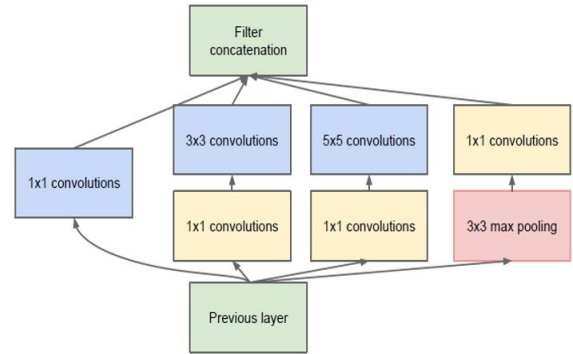 Filter
concatenation
3x3 convolutions
5x5 convolutions
1x1 convolutions
1x1 convolutions
1x1 convolutions
1x1 convolutions
3x3 max pooling
Previous layer